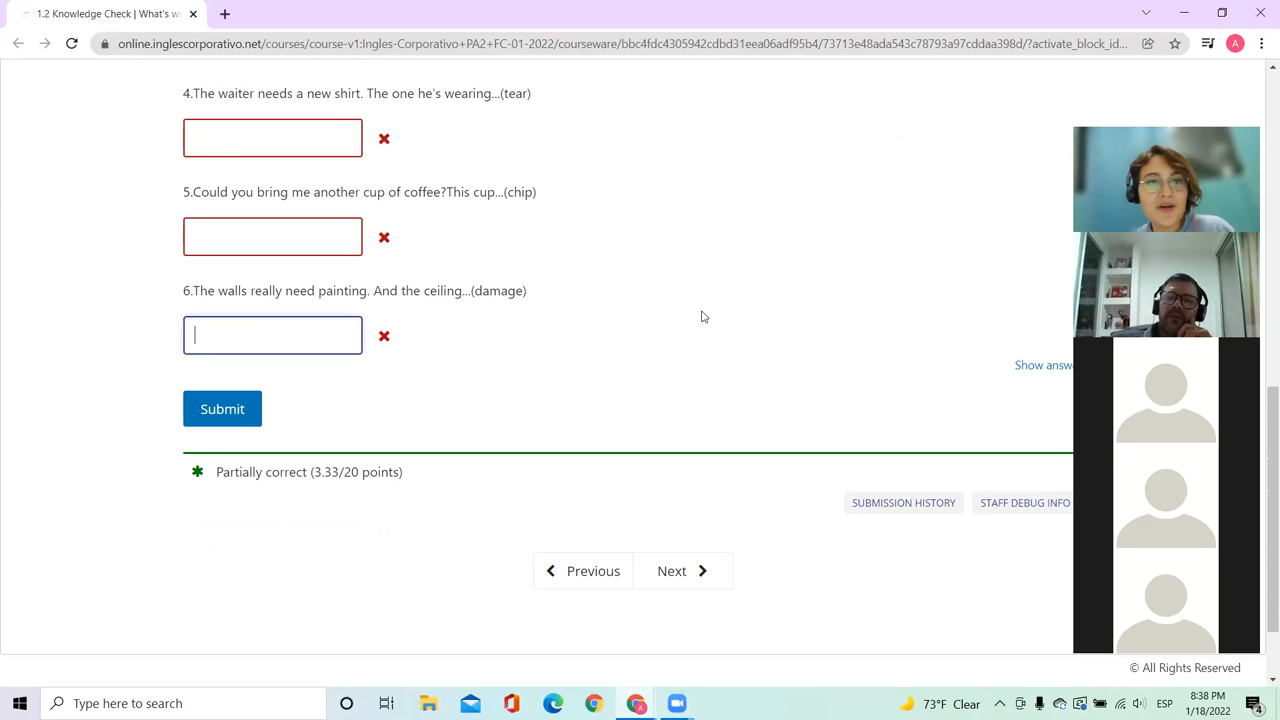 1.2 Knowledge Check | What's w
online.inglescorporativo.net/courses/course-v1:Ingles-Corporativo+PA2+FC-01-2022/courseware/bbc4fdc4305942cdbd31eea06adf95b4/73713e48ada543c78793a97cddaa398d/?activate_block_id...
A
4.The waiter needs a new shirt. The one he's wearing...(tear)
5.Could you bring me another cup of coffee?This cup...(chip)
6.The walls really need painting. And the ceiling...(damage)
Show answ
Submit
Partially correct (3.33/20 points)
SUBMISSION HISTORY
STAFF DEBUG INFO
Previous
Next
© All Rights Reserved
Type here to search
73°F Clear
ESP
8:38 PM
1/18/2022
4